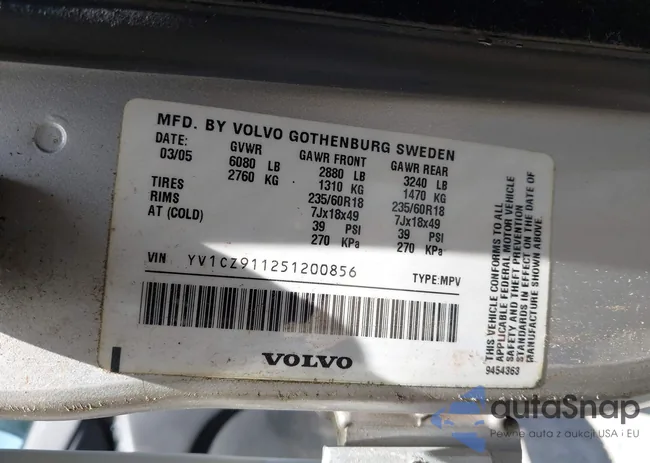 MFD. BY VOLVO GOTHENBURG SWEDEN
DATE: GVWR GAWR FRONT GAWR REAR
03/05 6080 LB 2880 LB 3240 LB
2760 KG 1310 KG 1470 KG
TIRES 235/60R18 235/60R18
RIMS 7Jx18x49 7Jx18x49
AT (COLD) 39 PSI 39 PSI
270 KPa 270 KPa
VIN YV1CZ911251200856 TYPE:MPV
VOLVO
THIS VEHICLE CONFORMS TO ALL
APPLICABLE FEDERAL MOTOR VEHICLE
SAFETY AND THEFT PREVENTION
STANDARDS IN EFFECT ON THE DATE OF
MANUFACTURE SHOWN ABOVE.
9454363
autaSnap
Pewne auta z aukcji USA i EU